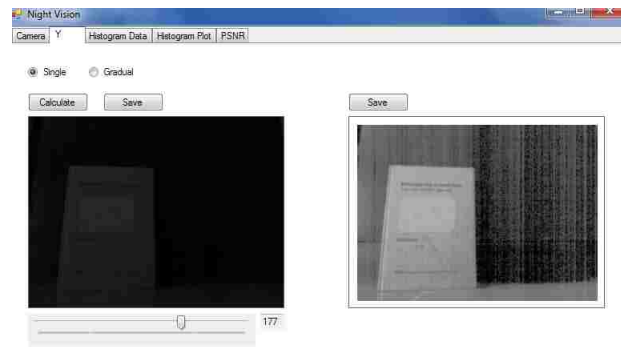 Night Vision
Camera Y Histogram Data Histogram Plot PSNR
Single Gradual
Calculate Save Save
177